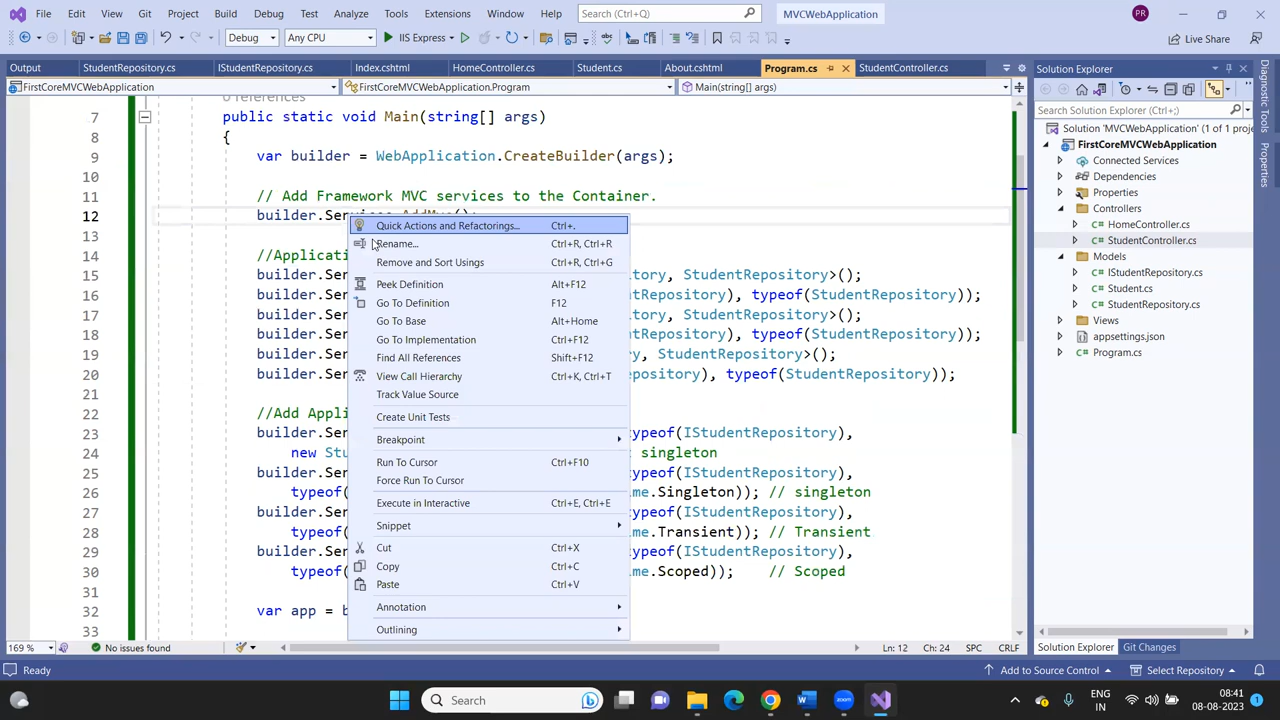 File Edit View Git Project Build Debug Test Analyze Tools Extensions Window Help Search (Ctrl+Q) MVCWebApplication PR
Debug Any CPU IIS Express Live Share
Output StudentRepository.cs IStudentRepository.cs Index.cshtml HomeController.cs Student.cs About.cshtml Program.cs StudentController.cs
FirstCoreMVCWebApplication FirstCoreMVCWebApplication.Program Main(string[] args)
0 references
7 public static void Main(string[] args)
8 {
9 var builder = WebApplication.CreateBuilder(args);
10
11 // Add Framework MVC services to the Container.
12 builder.Services.AddMvc();
13
14 //Applicati
15 builder.Ser ory, StudentRepository>();
16 builder.Ser tRepository), typeof(StudentRepository));
17 builder.Ser tory, StudentRepository>();
18 builder.Ser tRepository), typeof(StudentRepository));
19 builder.Ser y, StudentRepository>();
20 builder.Ser pository), typeof(StudentRepository));
21
22 //Add Appl
23 builder.Ser typeof(IStudentRepository),
24 new Stu singleton
25 builder.Ser typeof(IStudentRepository),
26 typeof( me.Singleton)); // singleton
27 builder.Ser typeof(IStudentRepository),
28 typeof( me.Transient)); // Transient
29 builder.Ser typeof(IStudentRepository),
30 typeof( me.Scoped)); // Scoped
31
32 var app = b
33
Quick Actions and Refactorings... Ctrl+.
Rename... Ctrl+R, Ctrl+R
Remove and Sort Usings Ctrl+R, Ctrl+G
Peek Definition Alt+F12
Go To Definition F12
Go To Base Alt+Home
Go To Implementation Ctrl+F12
Find All References Shift+F12
View Call Hierarchy Ctrl+K, Ctrl+T
Track Value Source
Create Unit Tests
Breakpoint
Run To Cursor Ctrl+F10
Force Run To Cursor
Execute in Interactive Ctrl+E, Ctrl+E
Snippet
Cut Ctrl+X
Copy Ctrl+C
Paste Ctrl+V
Annotation
Outlining
Solution Explorer
Search Solution Explorer (Ctrl+;)
Solution 'MVCWebApplication' (1 of 1 proje
FirstCoreMVCWebApplication
Connected Services
Dependencies
Properties
Controllers
C# HomeController.cs
C# StudentController.cs
Models
C# IStudentRepository.cs
C# Student.cs
C# StudentRepository.cs
Views
appsettings.json
C# Program.cs
Solution Explorer Git Changes
Diagnostic Tools
Properties
169 % No issues found Ln: 12 Ch: 24 SPC CRLF
Ready Add to Source Control Select Repository
Search ENG IN 08:41 08-08-2023